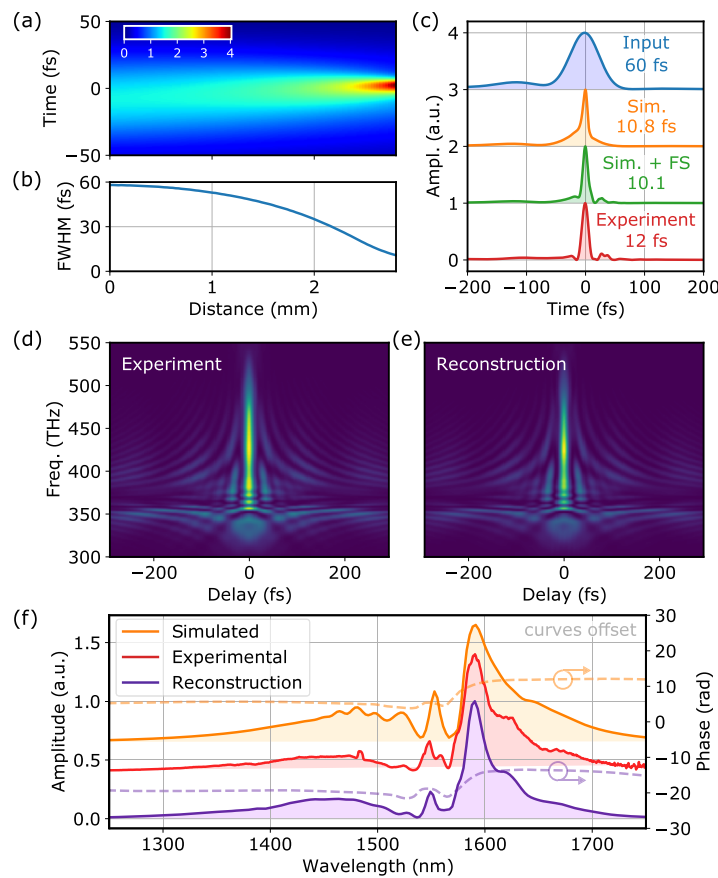 (a)
50
0
−50
Time (fs)
0 1 2 3 4
(b)
60
30
0
FWHM (fs)
0 1 2
Distance (mm)
(c)
4
3
2
1
0
Ampl. (a.u.)
Input
60 fs
Sim.
10.8 fs
Sim. + FS
10.1
Experiment
12 fs
−200 −100 0 100 200
Time (fs)
(d)
Experiment
550
500
450
400
350
300
Freq. (THz)
−200 0 200
Delay (fs)
(e)
Reconstruction
−200 0 200
Delay (fs)
(f)
Simulated
Experimental
Reconstruction
curves offset
1.5
1.0
0.5
0.0
Amplitude (a.u.)
30
20
10
0
−10
−20
−30
Phase (rad)
1300 1400 1500 1600 1700
Wavelength (nm)